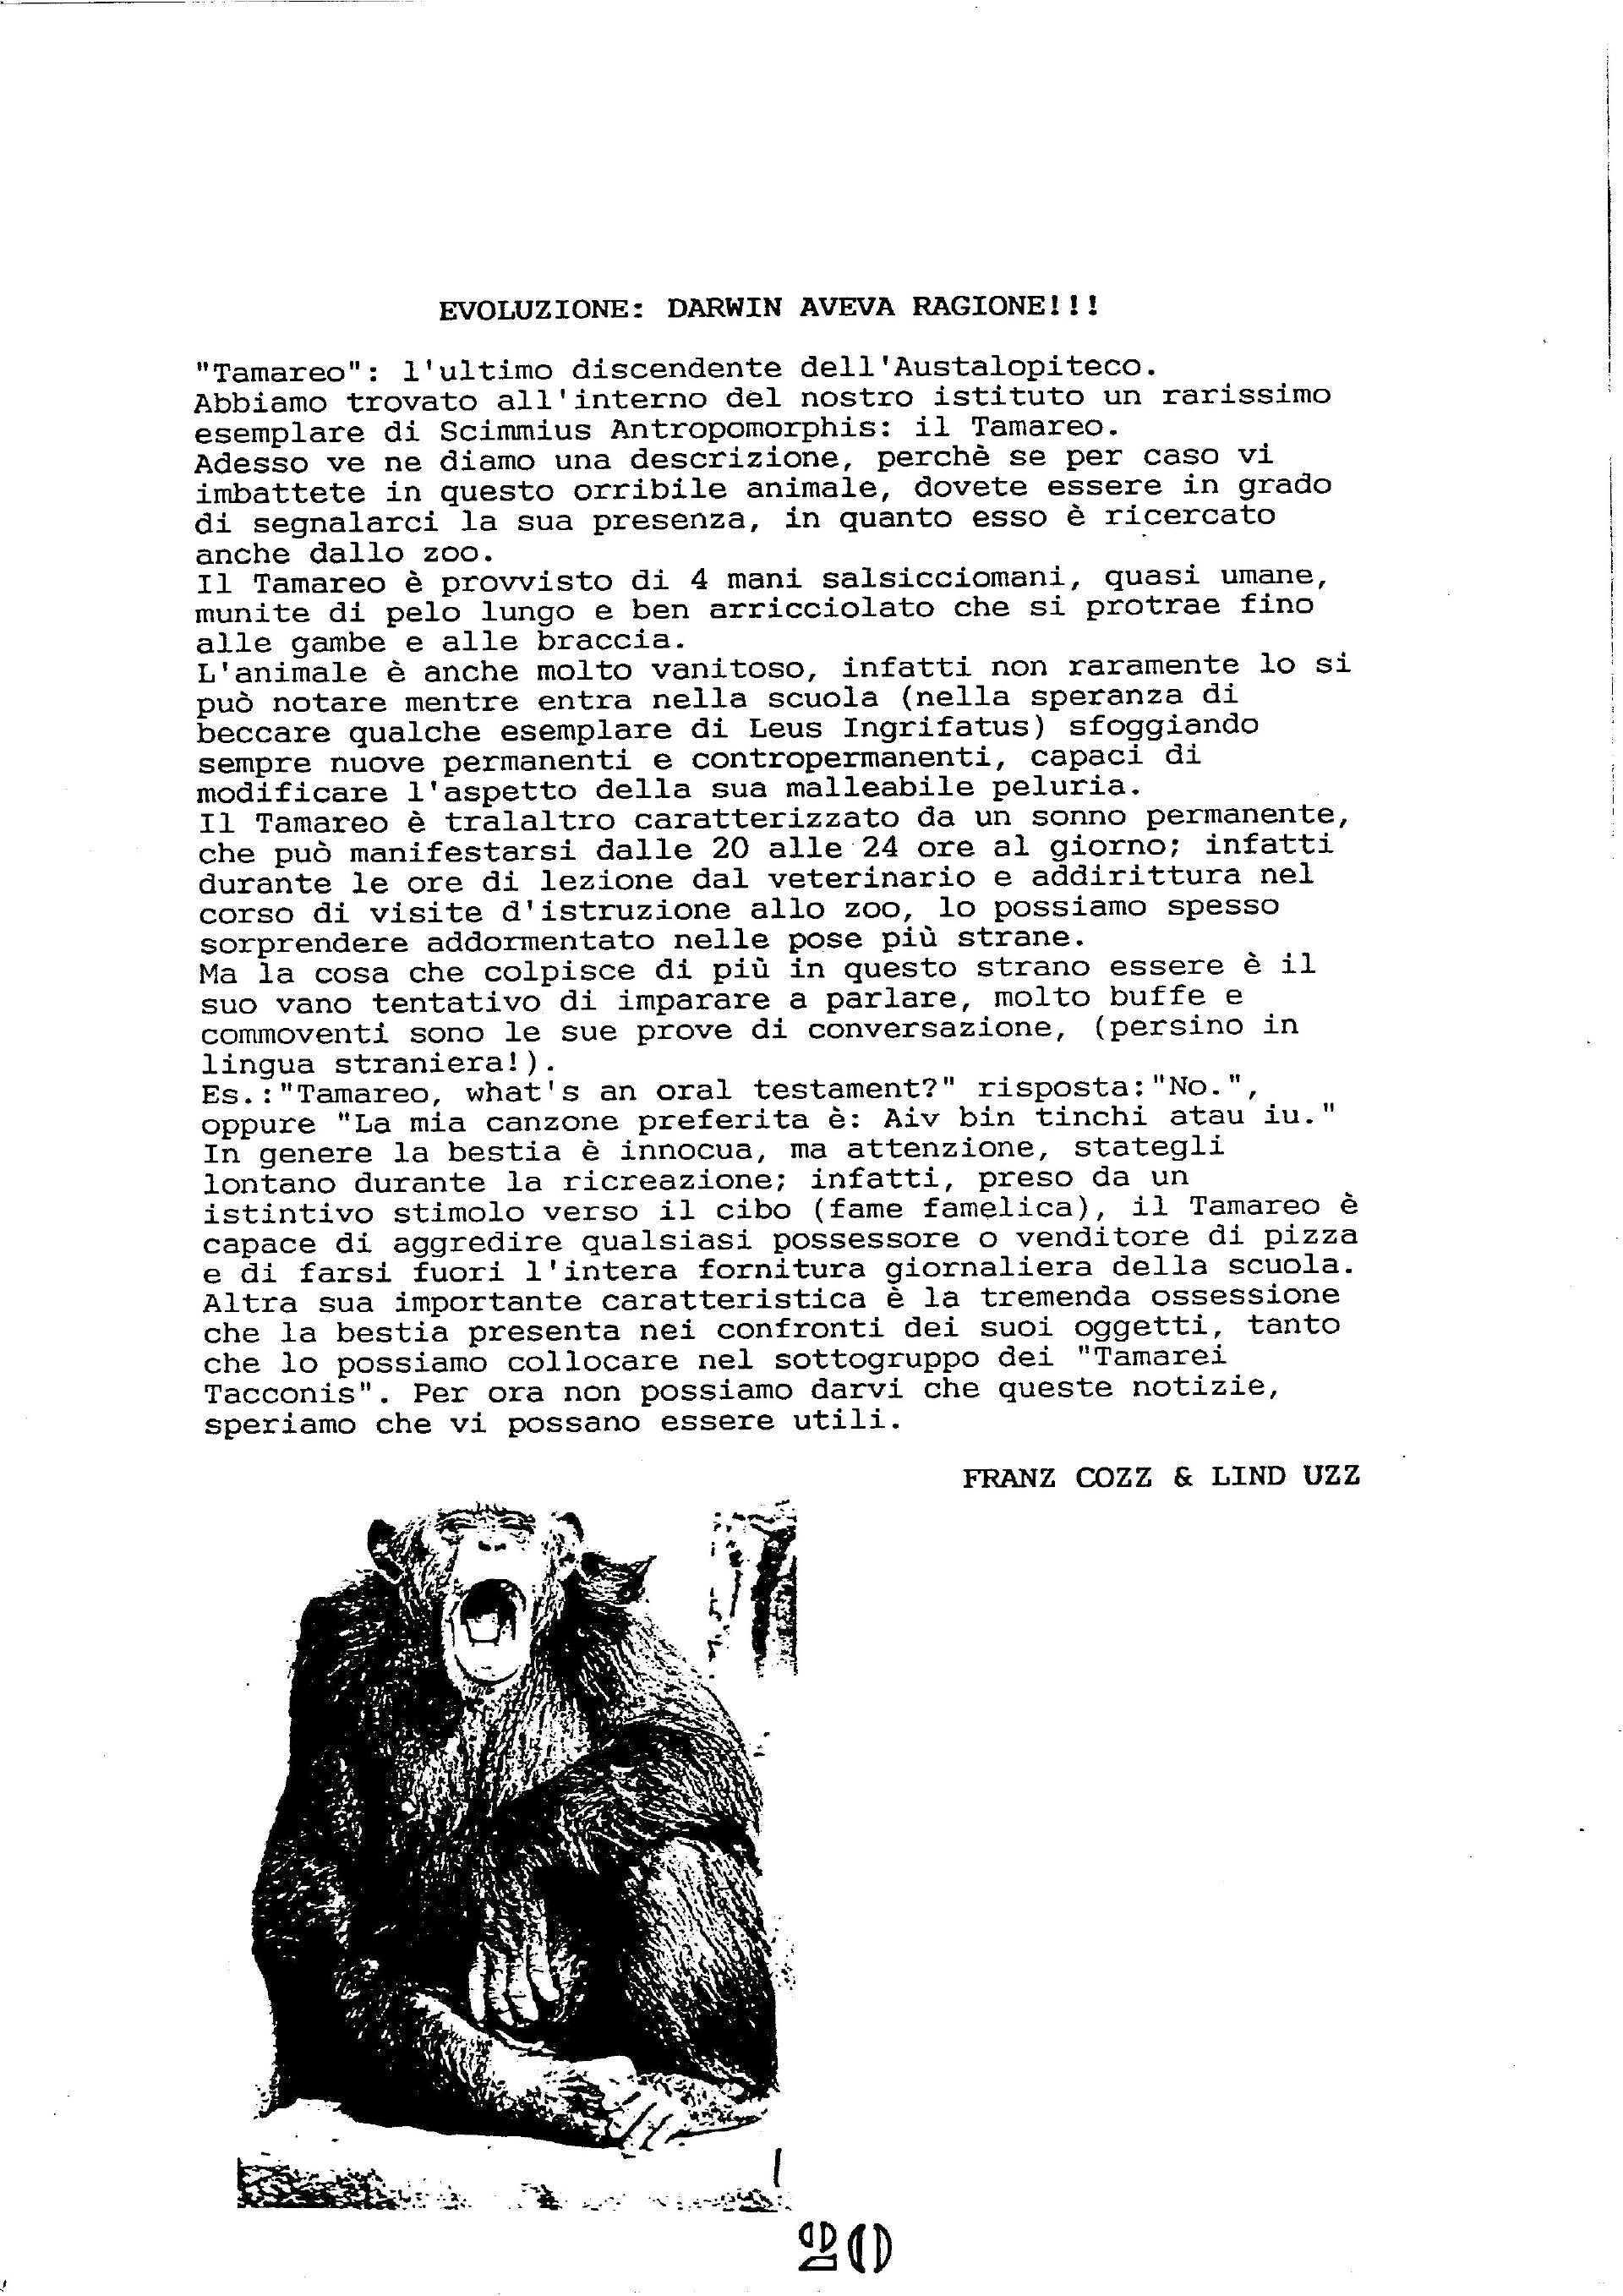 EVOLUZIONE: DARWIN AVEVA RAGIONE!!!
"Tamareo": l'ultimo discendente dell'Austalopiteco.
Abbiamo trovato all'interno del nostro istituto un rarissimo
esemplare di Scimmius Antropomorphis: il Tamareo.
Adesso ve ne diamo una descrizione, perchè se per caso vi
imbattete in questo orribile animale, dovete essere in grado
di segnalarci la sua presenza, in quanto esso è ricercato
anche dallo zoo.
Il Tamareo è provvisto di 4 mani salsicciomani, quasi umane,
munite di pelo lungo e ben arricciolato che si protrae fino
alle gambe e alle braccia.
L'animale è anche molto vanitoso, infatti non raramente lo si
può notare mentre entra nella scuola (nella speranza di
beccare qualche esemplare di Leus Ingrifatus) sfoggiando
sempre nuove permanenti e contropermanenti, capaci di
modificare l'aspetto della sua malleabile peluria.
Il Tamareo è tralaltro caratterizzato da un sonno permanente,
che può manifestarsi dalle 20 alle 24 ore al giorno; infatti
durante le ore di lezione dal veterinario e addirittura nel
corso di visite d'istruzione allo zoo, lo possiamo spesso
sorprendere addormentato nelle pose più strane.
Ma la cosa che colpisce di più in questo strano essere è il
suo vano tentativo di imparare a parlare, molto buffe e
commoventi sono le sue prove di conversazione, (persino in
lingua straniera!).
Es.:"Tamareo, what's an oral testament?" risposta:"No.",
oppure "La mia canzone preferita è: Aiv bin tinchi atau iu."
In genere la bestia è innocua, ma attenzione, stategli
lontano durante la ricreazione; infatti, preso da un
istintivo stimolo verso il cibo (fame famelica), il Tamareo è
capace di aggredire qualsiasi possessore o venditore di pizza
e di farsi fuori l'intera fornitura giornaliera della scuola.
Altra sua importante caratteristica è la tremenda ossessione
che la bestia presenta nei confronti dei suoi oggetti, tanto
che lo possiamo collocare nel sottogruppo dei "Tamarei
Tacconis". Per ora non possiamo darvi che queste notizie,
speriamo che vi possano essere utili.
FRANZ COZZ & LIND UZZ
20